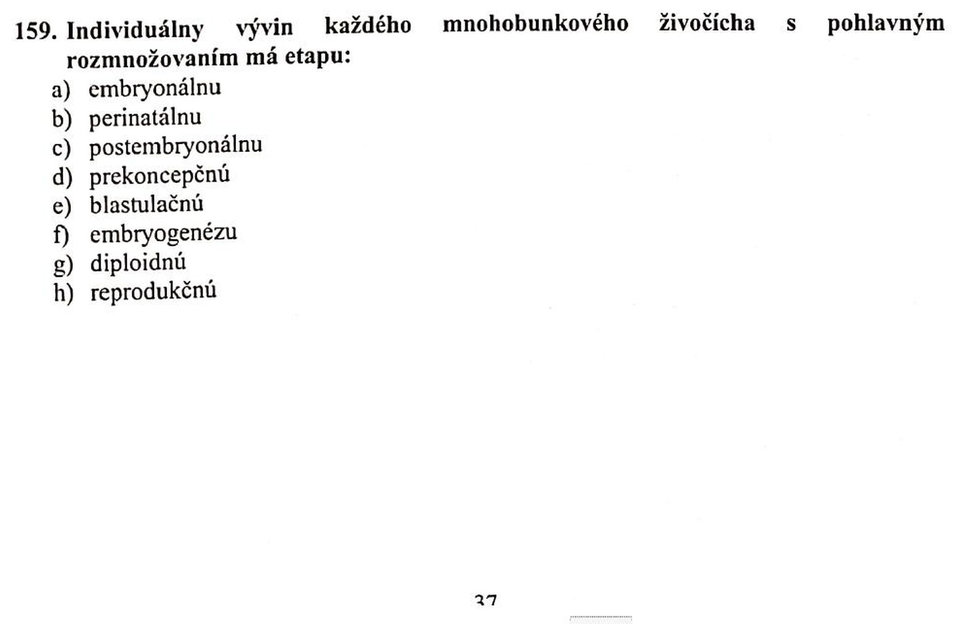 159. Individuálny vývin každého mnohobunkového živočícha s pohlavným
rozmnožovaním má etapu:
a) embryonálnu
b) perinatálnu
c) postembryonálnu
d) prekoncepčnú
e) blastulačnú
f) embryogenézu
g) diploidnú
h) reprodukčnú
37